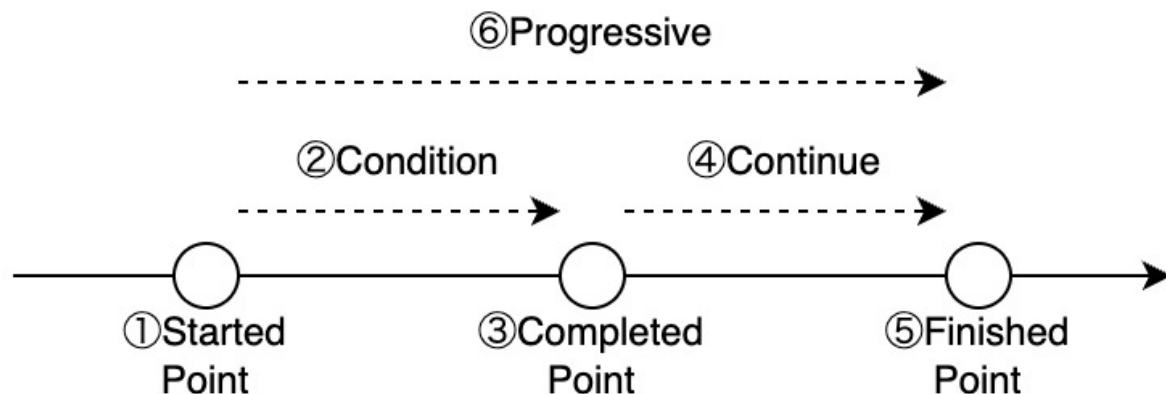 ⑥Progressive
②Condition
④Continue
①Started
Point
③Completed
Point
⑤Finished
Point